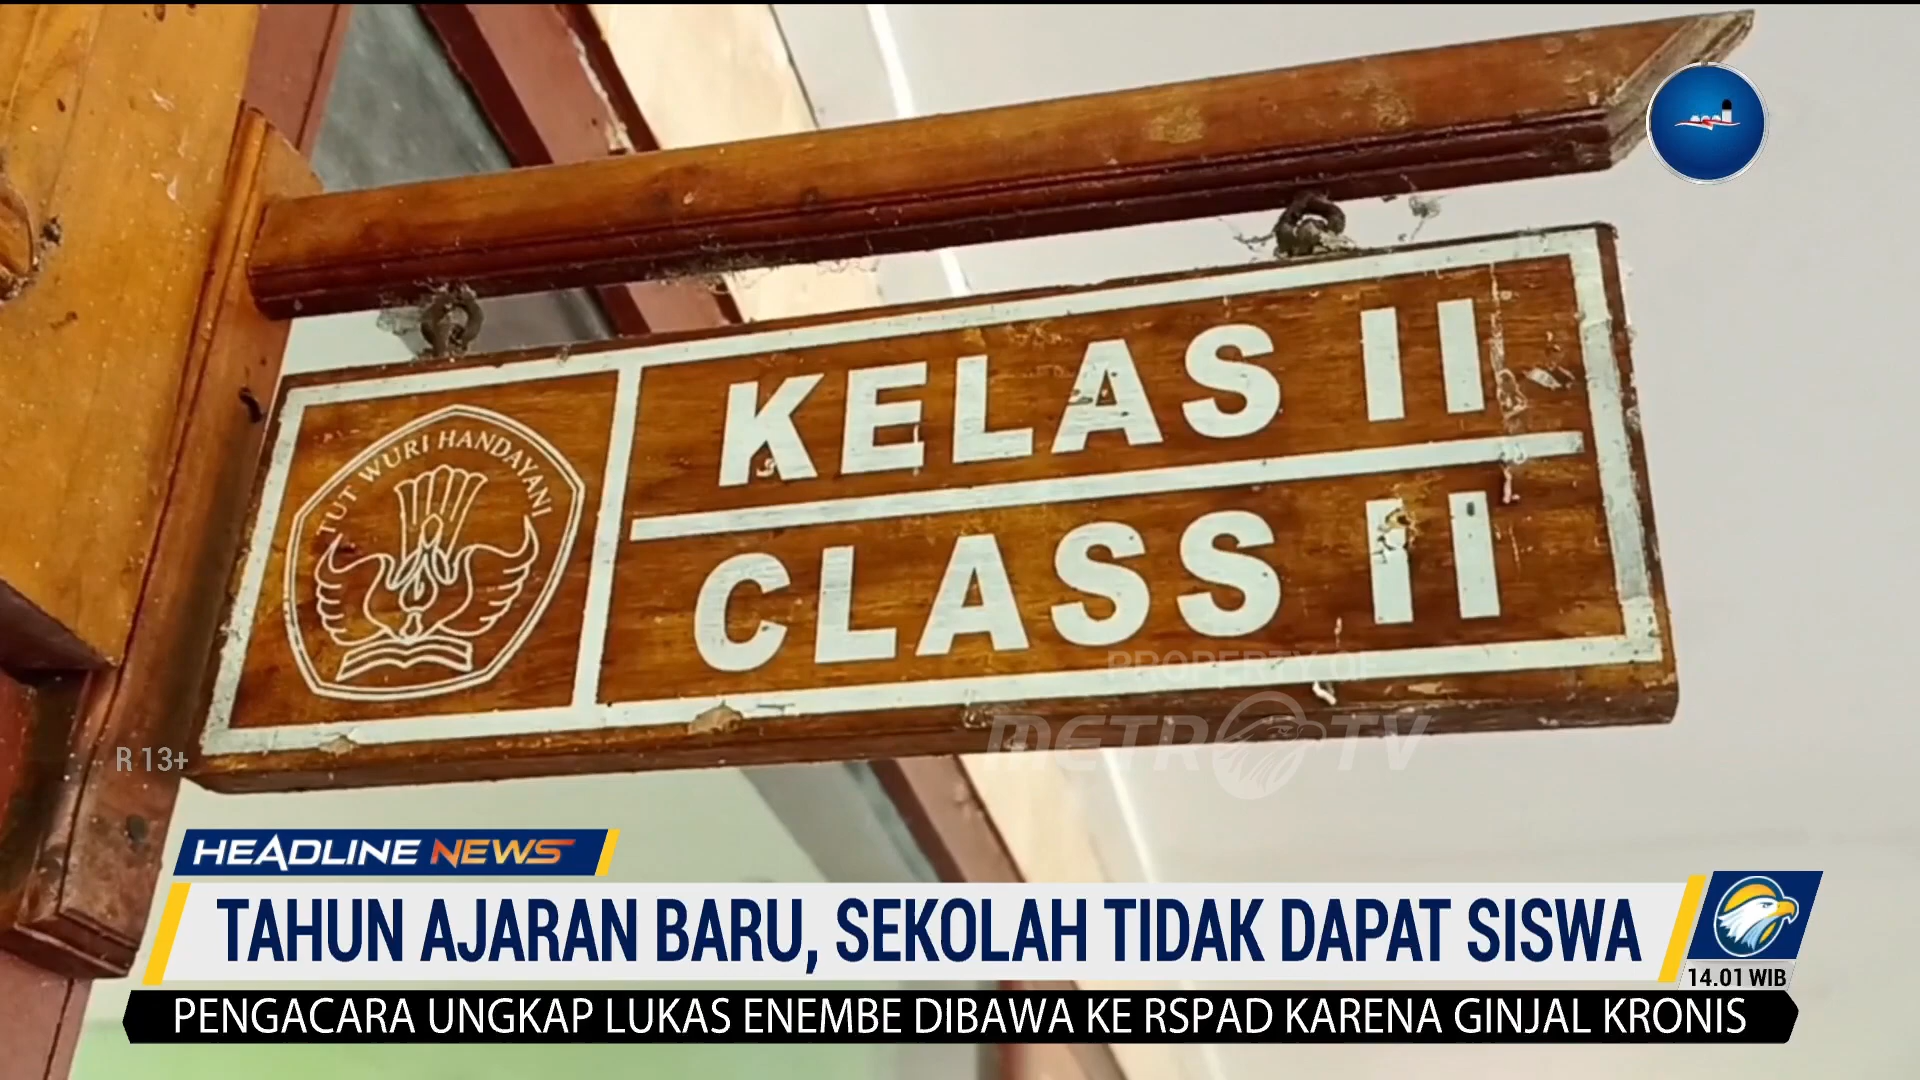 TUT WURI HANDAYANI
KELAS II
CLASS II
PROPERTY OF
METRO TV
R 13+
HEADLINE NEWS
TAHUN AJARAN BARU, SEKOLAH TIDAK DAPAT SISWA
14.01 WIB
PENGACARA UNGKAP LUKAS ENEMBE DIBAWA KE RSPAD KARENA GINJAL KRONIS